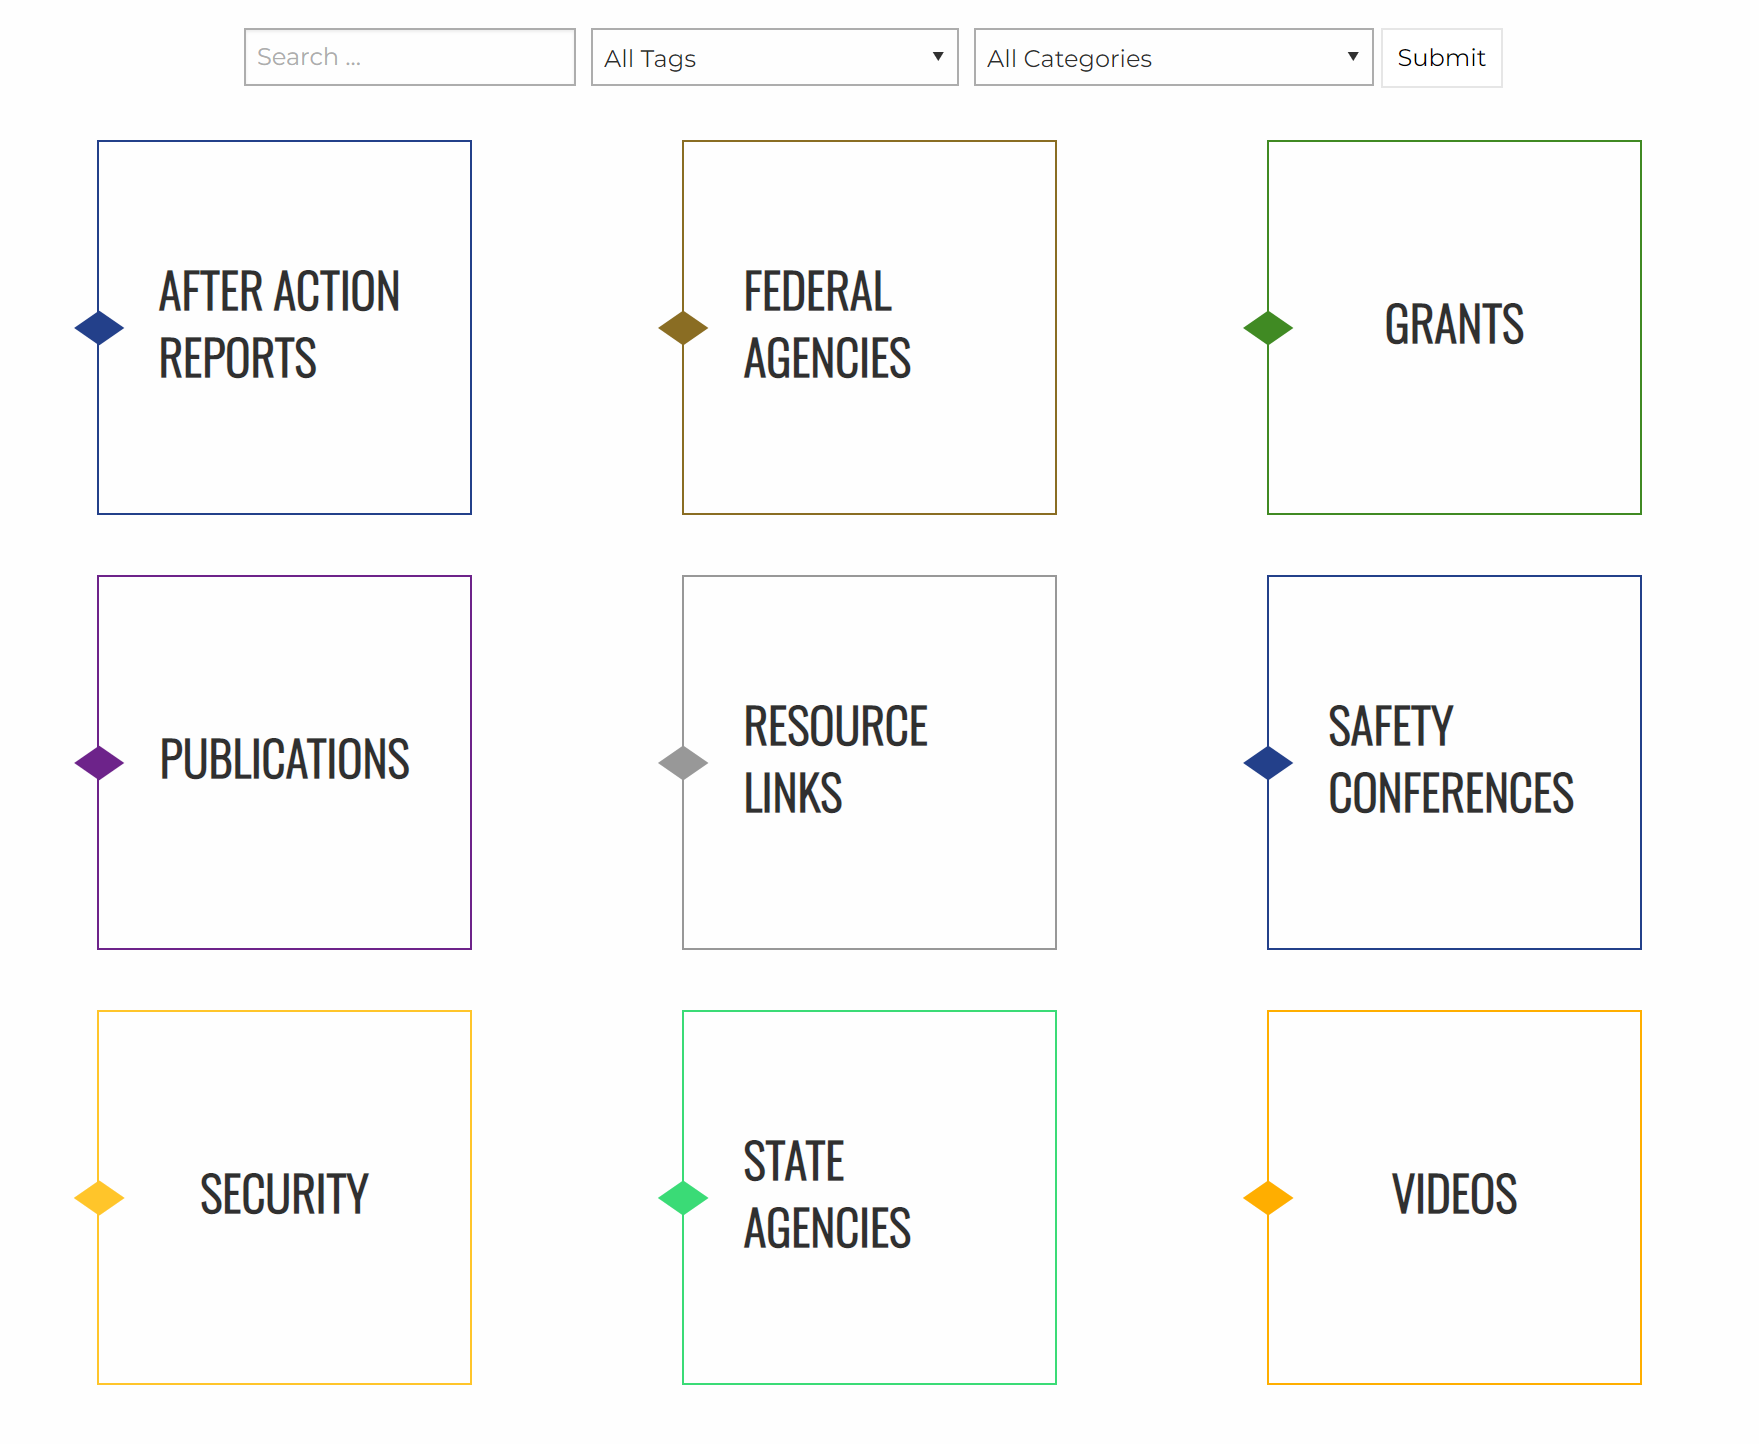 Search ...
All Tags
All Categories
Submit
AFTER ACTION
REPORTS
FEDERAL
AGENCIES
GRANTS
PUBLICATIONS
RESOURCE
LINKS
SAFETY
CONFERENCES
SECURITY
STATE
AGENCIES
VIDEOS